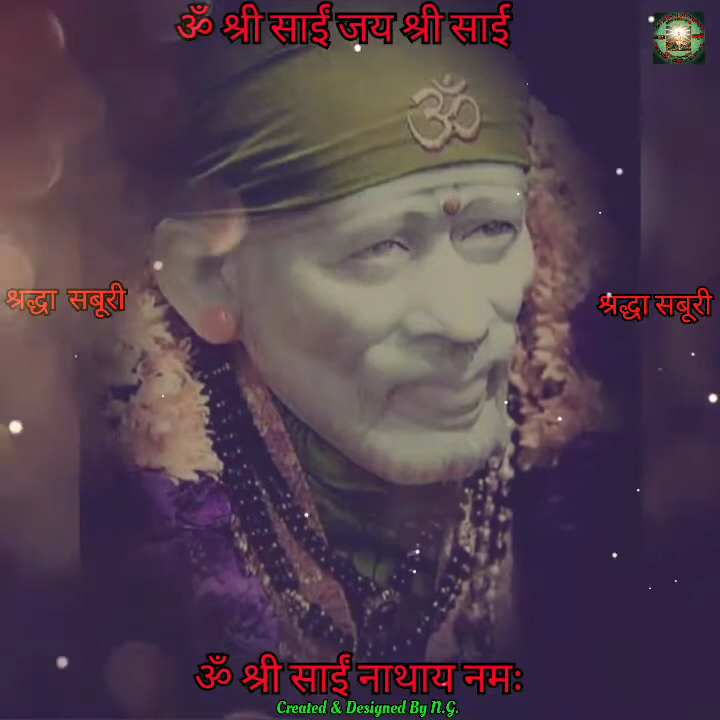 ॐ श्री साईं जय श्री साई
श्रद्धा सबूरी
श्रद्धा सबूरी
ॐ श्री साईं नाथाय नमः
Created & Designed By N.G.